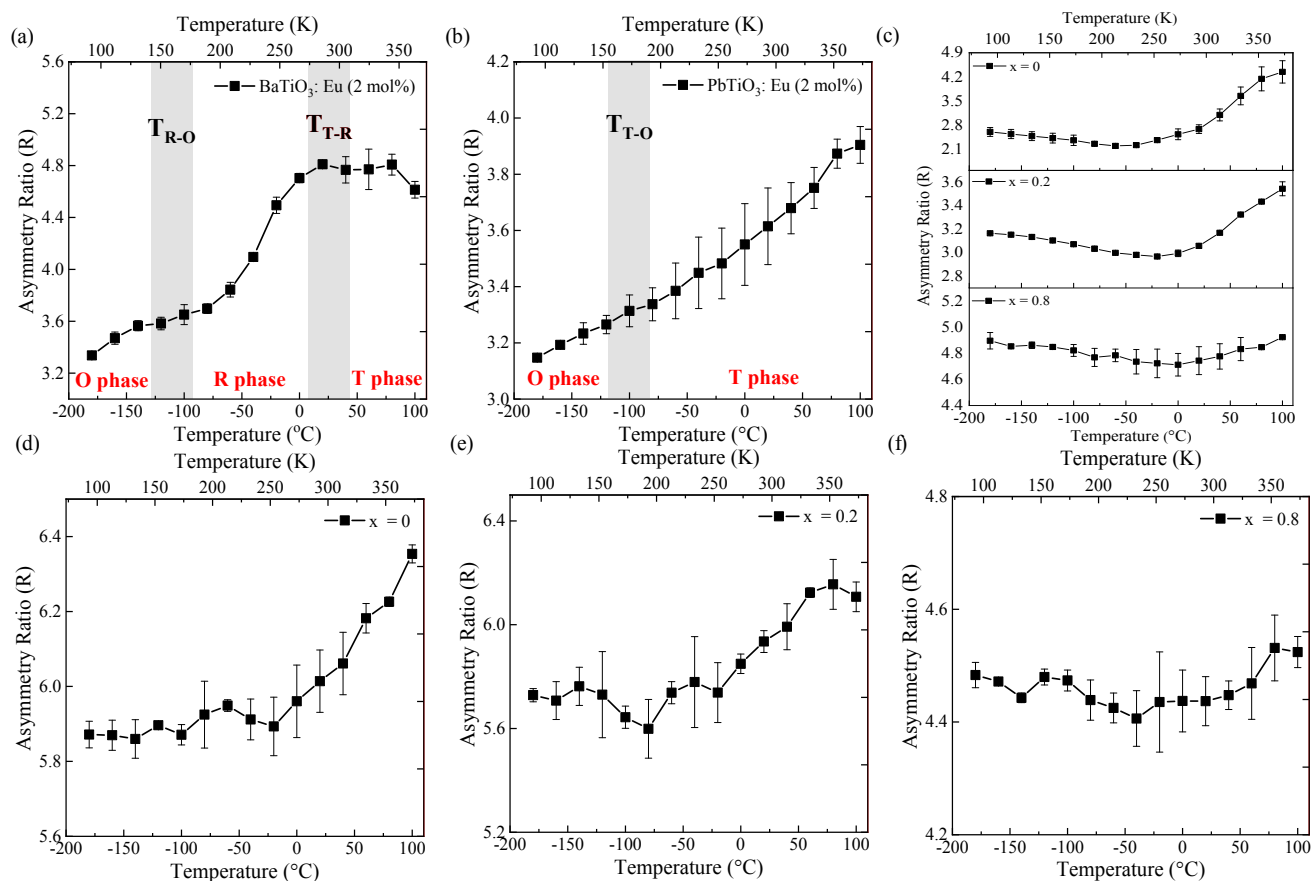 Temperature (K)
100 150 200 250 300 350
(a)
5.6
5.2
4.8
4.4
4.0
3.6
3.2
BaTiO3: Eu (2 mol%)
TR-O
TT-R
O phase R phase T phase
Asymmetry Ratio (R)
-200 -150 -100 -50 0 50 100
Temperature (°C)
Temperature (K)
100 150 200 250 300 350
(b)
4.2
4.0
3.8
3.6
3.4
3.2
3.0
PbTiO3: Eu (2 mol%)
TT-O
O phase T phase
Asymmetry Ratio (R)
-200 -150 -100 -50 0 50 100
Temperature (°C)
Temperature (K)
100 150 200 250 300 350
(c)
4.9
4.2
3.5
2.8
2.1
x = 0
3.6
3.4
3.2
3.0
2.8
x = 0.2
5.2
5.0
4.8
4.6
4.4
x = 0.8
Asymmetry Ratio (R)
-200 -150 -100 -50 0 50 100
Temperature (°C)
(d)
Temperature (K)
100 150 200 250 300 350
6.4
6.2
6.0
5.8
5.6
x = 0
Asymmetry Ratio (R)
-200 -150 -100 -50 0 50 100
Temperature (°C)
(e)
Temperature (K)
100 150 200 250 300 350
6.4
6.0
5.6
5.2
x = 0.2
Asymmetry Ratio (R)
-200 -150 -100 -50 0 50 100
Temperature (°C)
(f)
Temperature (K)
100 150 200 250 300 350
4.8
4.6
4.4
4.2
x = 0.8
Asymmetry Ratio (R)
-200 -150 -100 -50 0 50 100
Temperature (°C)